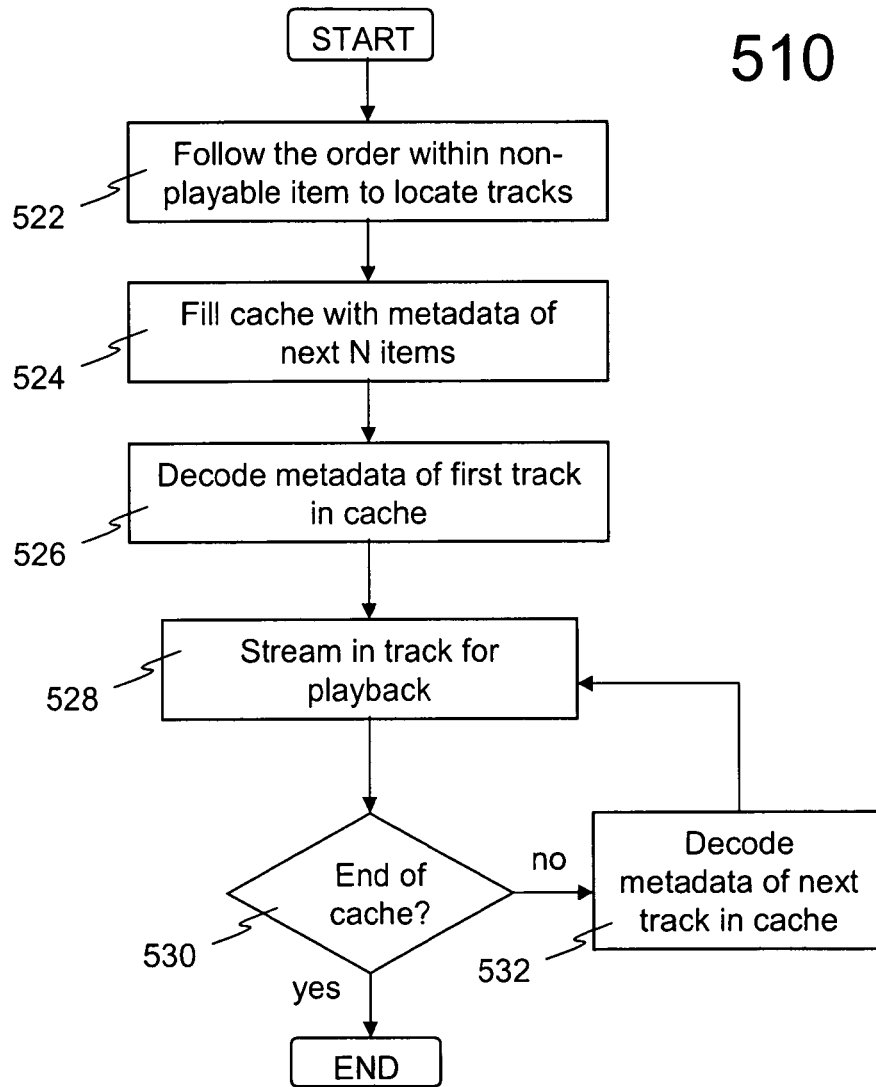 START
510
Follow the order within non-
playable item to locate tracks
522
Fill cache with metadata of
next N items
524
Decode metadata of first track
in cache
526
Stream in track for
playback
528
End of
cache?
530
no
Decode
metadata of next
track in cache
532
yes
END